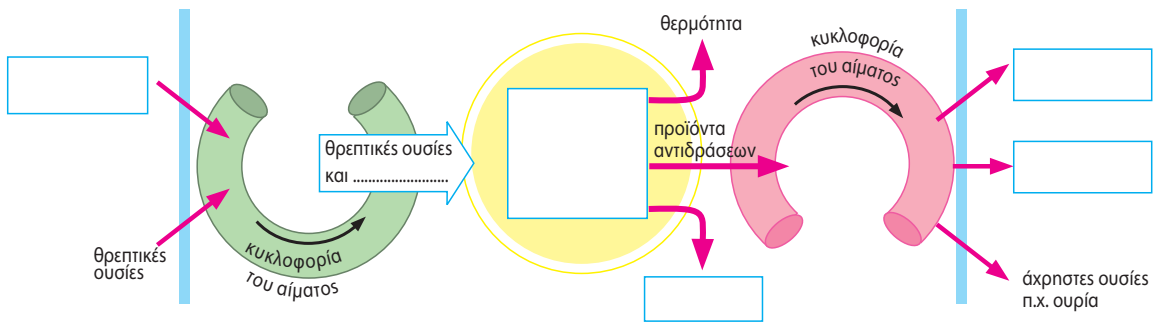 θρεπτικές
ουσίες
κυκλοφορία
του αίματος
θρεπτικές ουσίες
και ........................
θερμότητα
προϊόντα
αντιδράσεων
κυκλοφορία
του αίματος
άχρηστες ουσίες
π.χ. ουρία